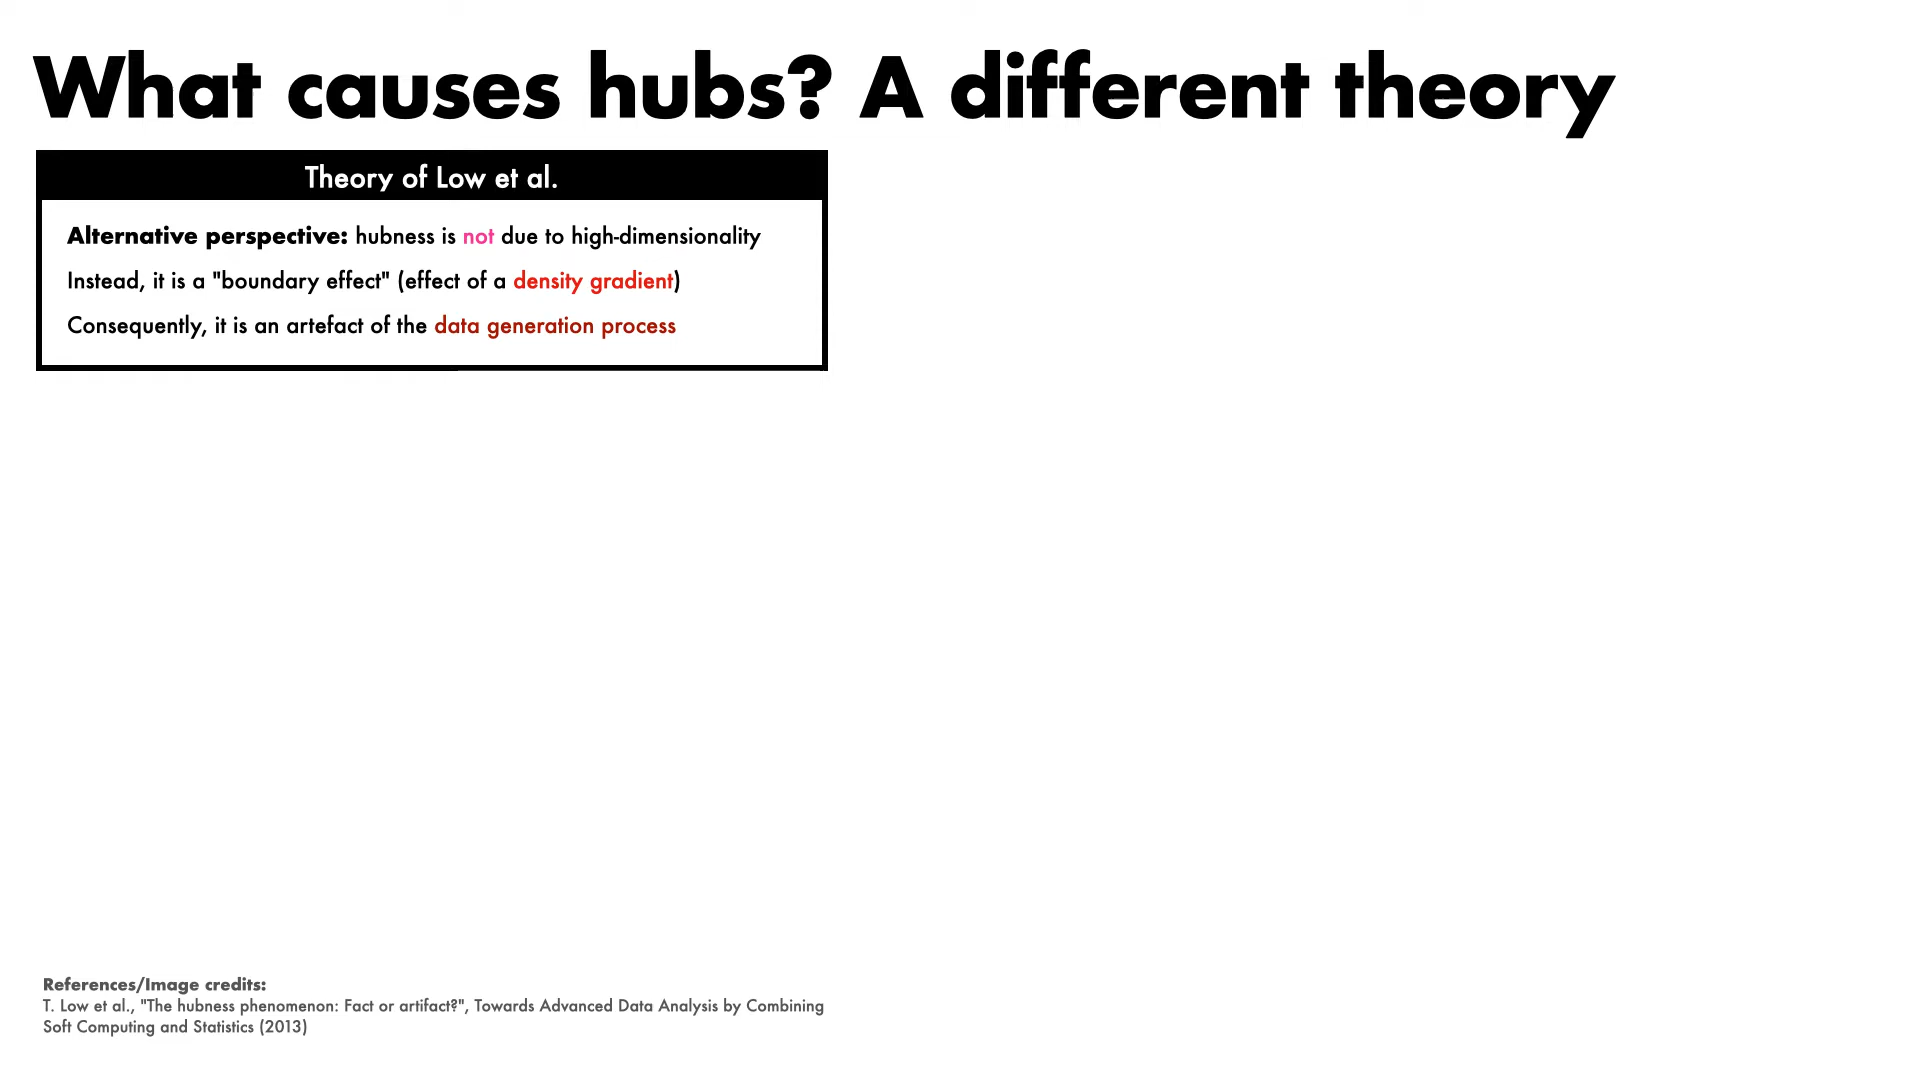 What causes hubs? A different theory
Theory of Low et al.
Alternative perspective: hubness is not due to high-dimensionality
Instead, it is a "boundary effect" (effect of a density gradient)
Consequently, it is an artefact of the data generation process
References/Image credits:
T. Low et al., "The hubness phenomenon: Fact or artifact?", Towards Advanced Data Analysis by Combining
Soft Computing and Statistics (2013)